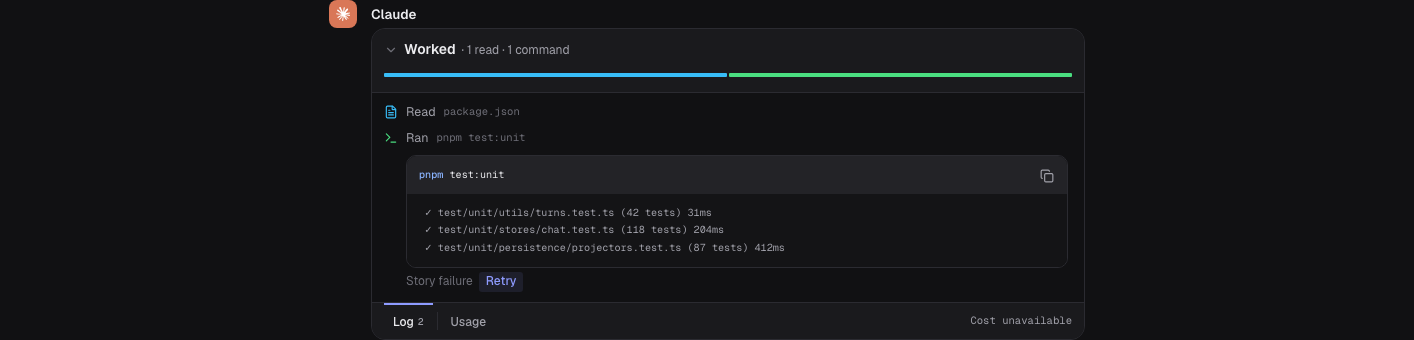 Claude
Worked · 1 read · 1 command
Read package.json
Ran pnpm test:unit
pnpm test:unit
✓ test/unit/utils/turns.test.ts (42 tests) 31ms
✓ test/unit/stores/chat.test.ts (118 tests) 204ms
✓ test/unit/persistence/projectors.test.ts (87 tests) 412ms
Story failure Retry
Log 2 Usage Cost unavailable